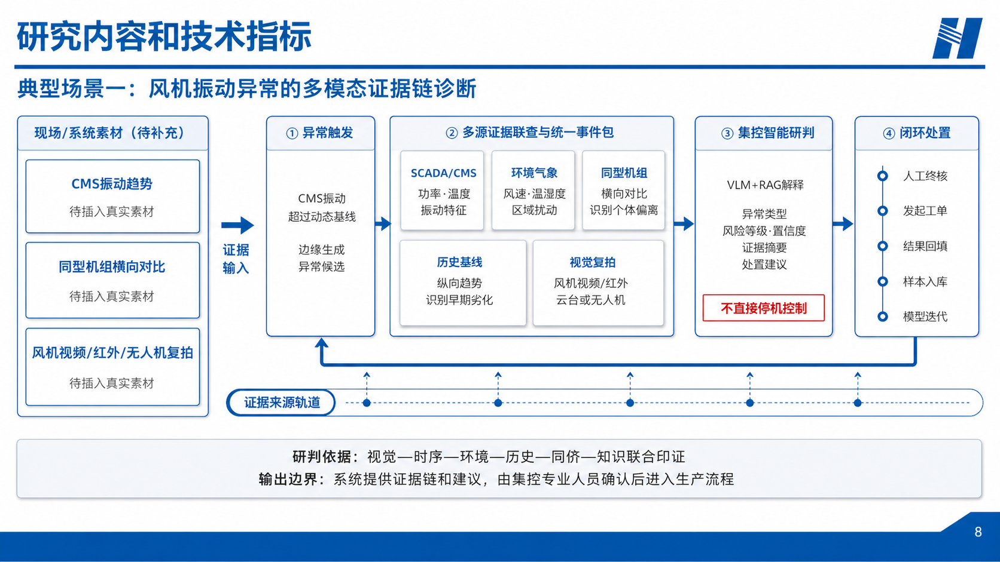 研究内容和技术指标
典型场景一：风机振动异常的多模态证据链诊断
现场/系统素材（待补充）
CMS振动趋势
待插入真实素材
同型机组横向对比
待插入真实素材
风机视频/红外/无人机复拍
待插入真实素材
证据
输入
① 异常触发
CMS振动
超过动态基线
边缘生成
异常候选
② 多源证据联查与统一事件包
SCADA/CMS
功率·温度
振动特征
环境气象
风速·温湿度
区域扰动
同型机组
横向对比
识别个体偏离
历史基线
纵向趋势
识别早期劣化
视觉复拍
风机视频/红外
云台或无人机
③ 集控智能研判
VLM+RAG解释
异常类型
风险等级·置信度
证据摘要
处置建议
不直接停机控制
④ 闭环处置
人工终核
发起工单
结果回填
样本入库
模型迭代
证据来源轨道
研判依据：视觉—时序—环境—历史—同侪—知识联合印证
输出边界：系统提供证据链和建议，由集控专业人员确认后进入生产流程
8